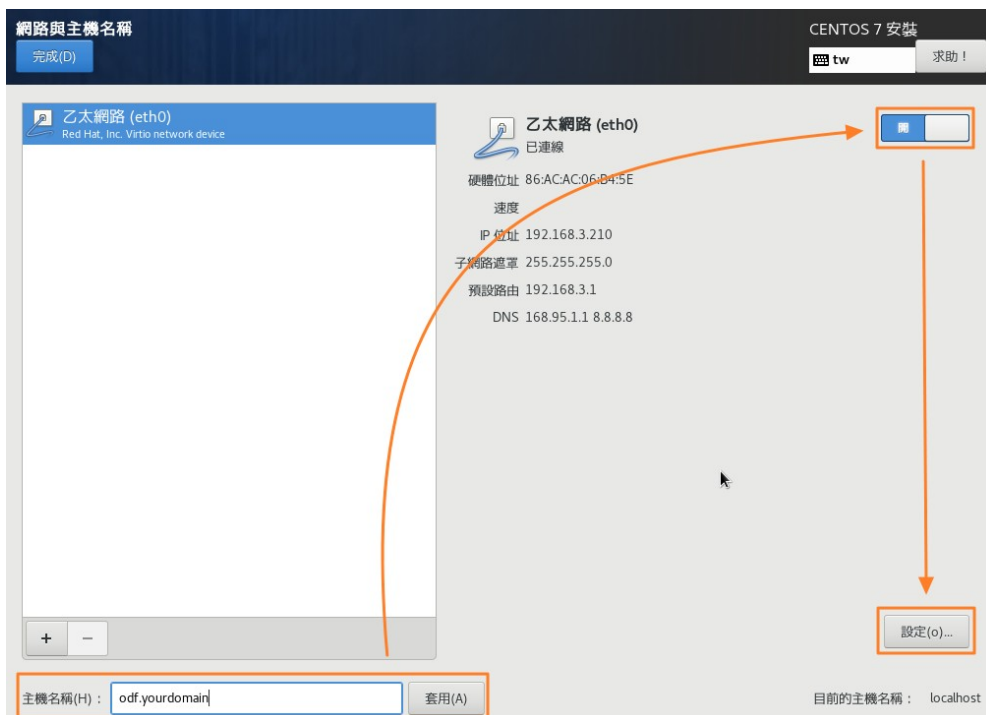 網路與主機名稱
完成(D)
CENTOS 7 安裝
tw
求助！
乙太網路 (eth0)
Red Hat, Inc. Virtio network device
乙太網路 (eth0)
已連線
開
硬體位址 86:AC:AC:06:B4:5E
速度
IP 位址 192.168.3.210
子網路遮罩 255.255.255.0
預設路由 192.168.3.1
DNS 168.95.1.1 8.8.8.8
+ −
設定(o)...
主機名稱(H)： odf.yourdomain 套用(A)
目前的主機名稱： localhost